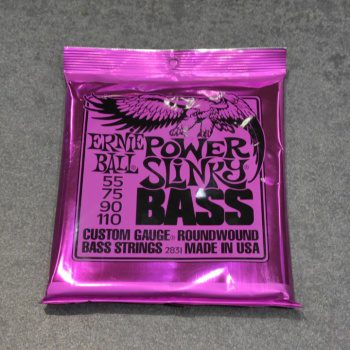 ERNIE BALL
POWER SLINKY
BASS
55
75
90
110
CUSTOM GAUGE ROUNDWOUND
BASS STRINGS 2831 MADE IN USA